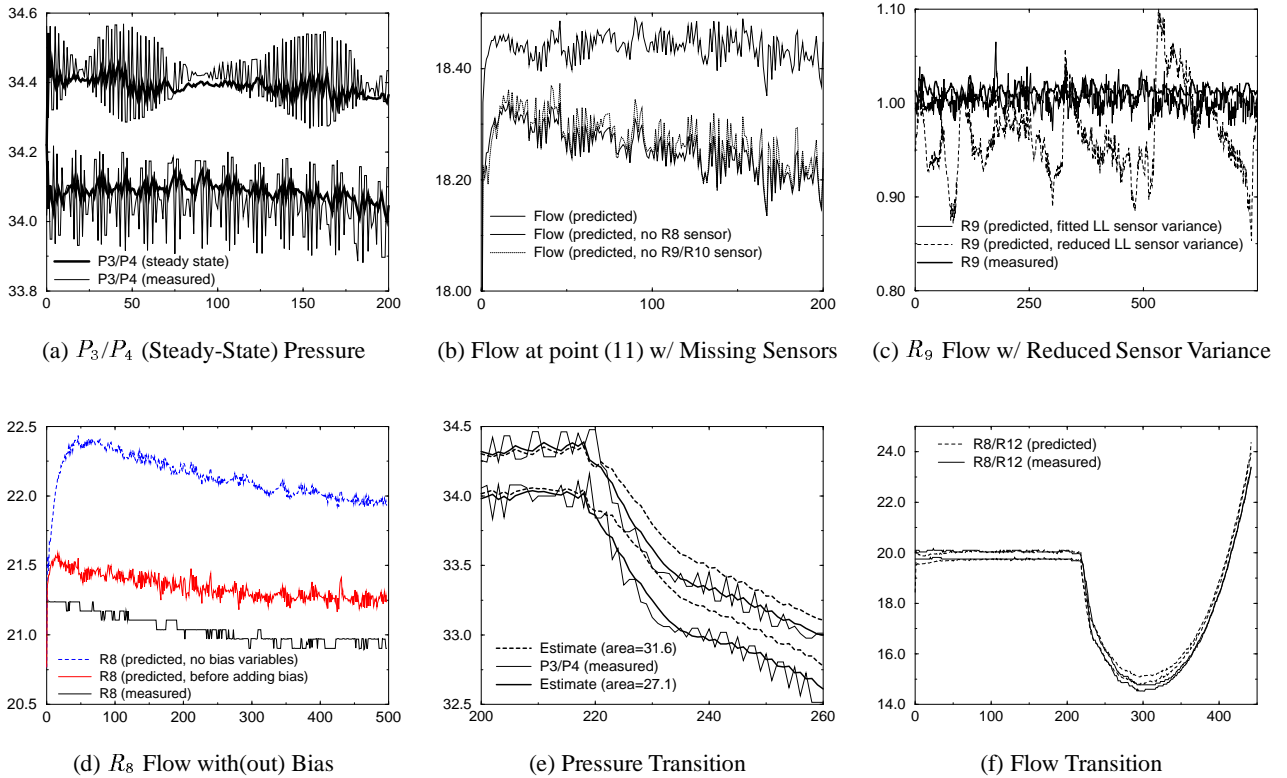 34.6
34.4
34.2
34.0
33.8
0
50
100
150
200
P3/P4 (steady state)
P3/P4 (measured)
(a) P₃/P₄ (Steady-State) Pressure
18.40
18.20
18.00
0
100
200
Flow (predicted)
Flow (predicted, no R8 sensor)
Flow (predicted, no R9/R10 sensor)
(b) Flow at point (11) w/ Missing Sensors
1.10
1.00
0.90
0.80
0
250
500
R9 (predicted, fitted LL sensor variance)
R9 (predicted, reduced LL sensor variance)
R9 (measured)
(c) R₉ Flow w/ Reduced Sensor Variance
22.5
22.0
21.5
21.0
20.5
0
100
200
300
400
500
R8 (predicted, no bias variables)
R8 (predicted, before adding bias)
R8 (measured)
(d) R₈ Flow with(out) Bias
34.5
34.0
33.5
33.0
32.5
200
220
240
260
Estimate (area=31.6)
P3/P4 (measured)
Estimate (area=27.1)
(e) Pressure Transition
24.0
22.0
20.0
18.0
16.0
14.0
0
100
200
300
400
R8/R12 (predicted)
R8/R12 (measured)
(f) Flow Transition